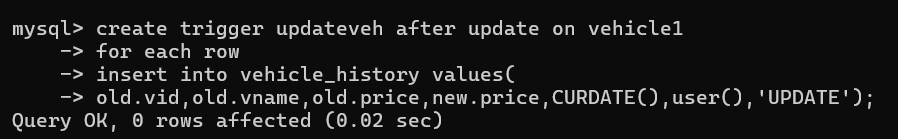 mysql> create trigger updateveh after update on vehicle1
    -> for each row
    -> insert into vehicle_history values(
    -> old.vid,old.vname,old.price,new.price,CURDATE(),user(),'UPDATE');
Query OK, 0 rows affected (0.02 sec)